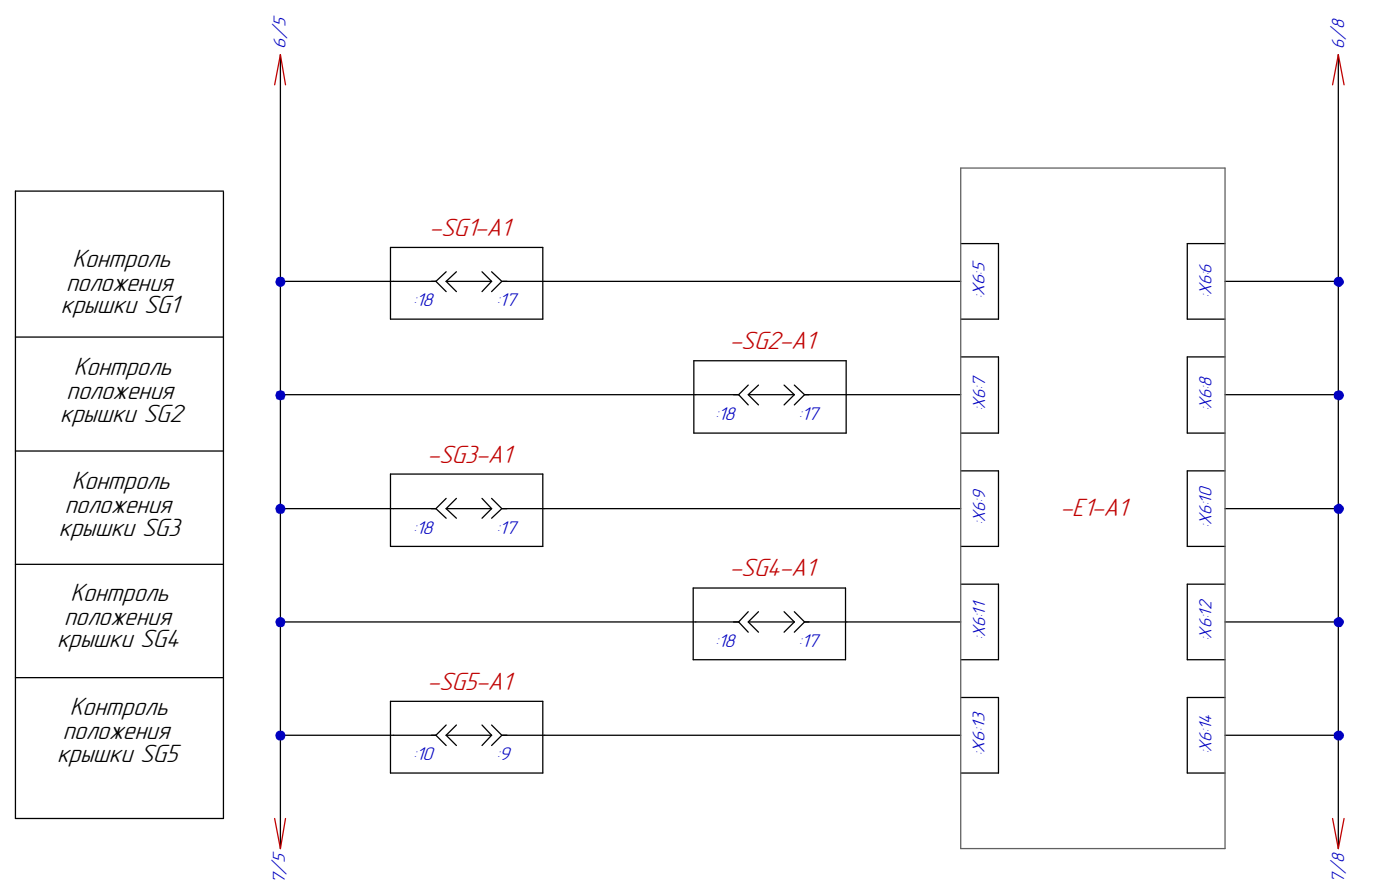 6/5
6/8
Контроль
положения
крышки SG1
-SG1-A1
:18
:17
:X6:5
:X6:6
Контроль
положения
крышки SG2
-SG2-A1
:18
:17
:X6:7
:X6:8
Контроль
положения
крышки SG3
-SG3-A1
:18
:17
:X6:9
-E1-A1
:X6:10
Контроль
положения
крышки SG4
-SG4-A1
:18
:17
:X6:11
:X6:12
Контроль
положения
крышки SG5
-SG5-A1
:10
:9
:X6:13
:X6:14
7/5
7/8